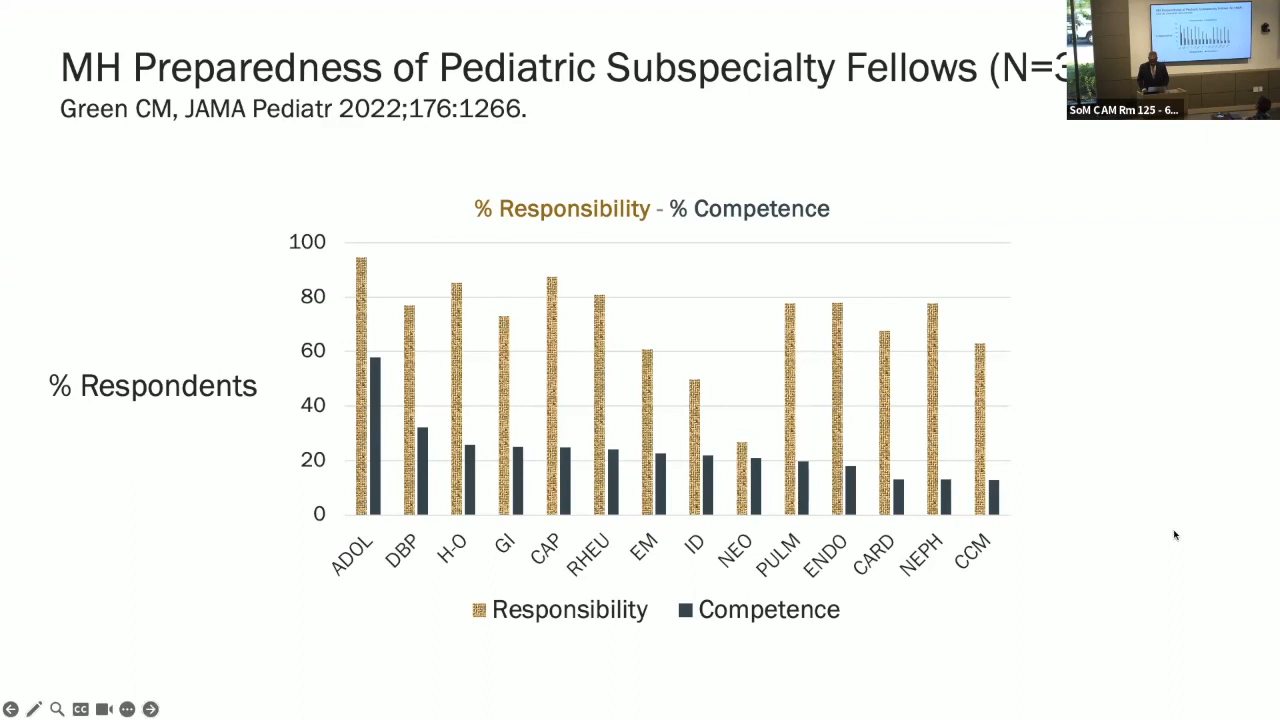 MH Preparedness of Pediatric Subspecialty Fellows (N=3
Green CM, JAMA Pediatr 2022;176:1266.
SoM CAM Rm 125 - 6...
% Responsibility - % Competence
% Respondents
100
80
60
40
20
0
ADOL DBP H-O GI CAP RHEU EM ID NEO PULM ENDO CARD NEPH CCM
Responsibility Competence
CC